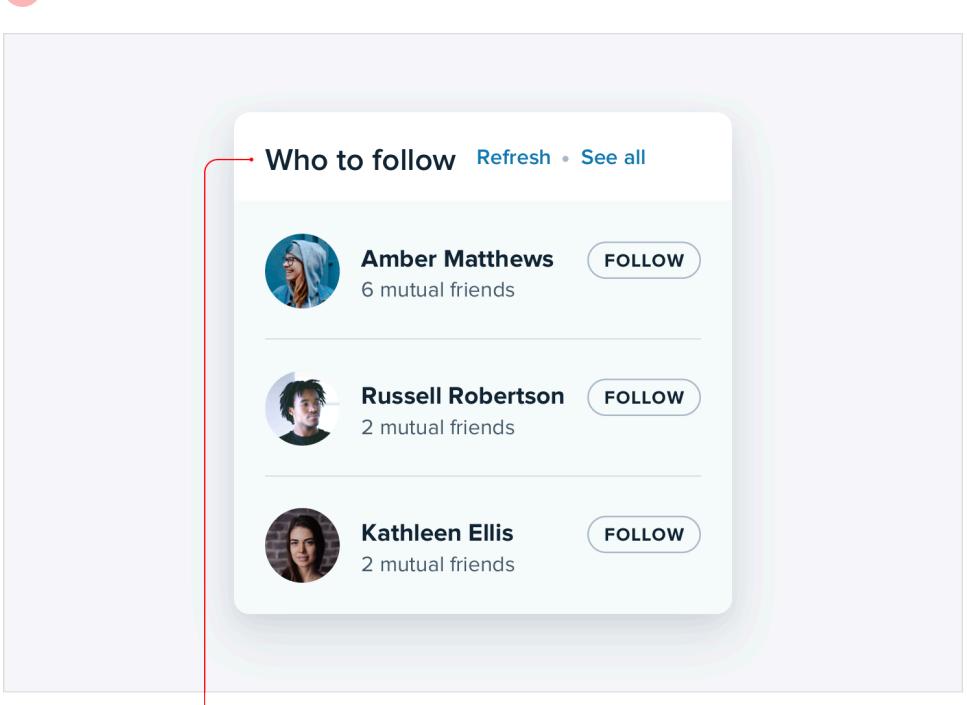 Who to follow Refresh • See all
Amber Matthews FOLLOW
6 mutual friends
Russell Robertson FOLLOW
2 mutual friends
Kathleen Ellis FOLLOW
2 mutual friends